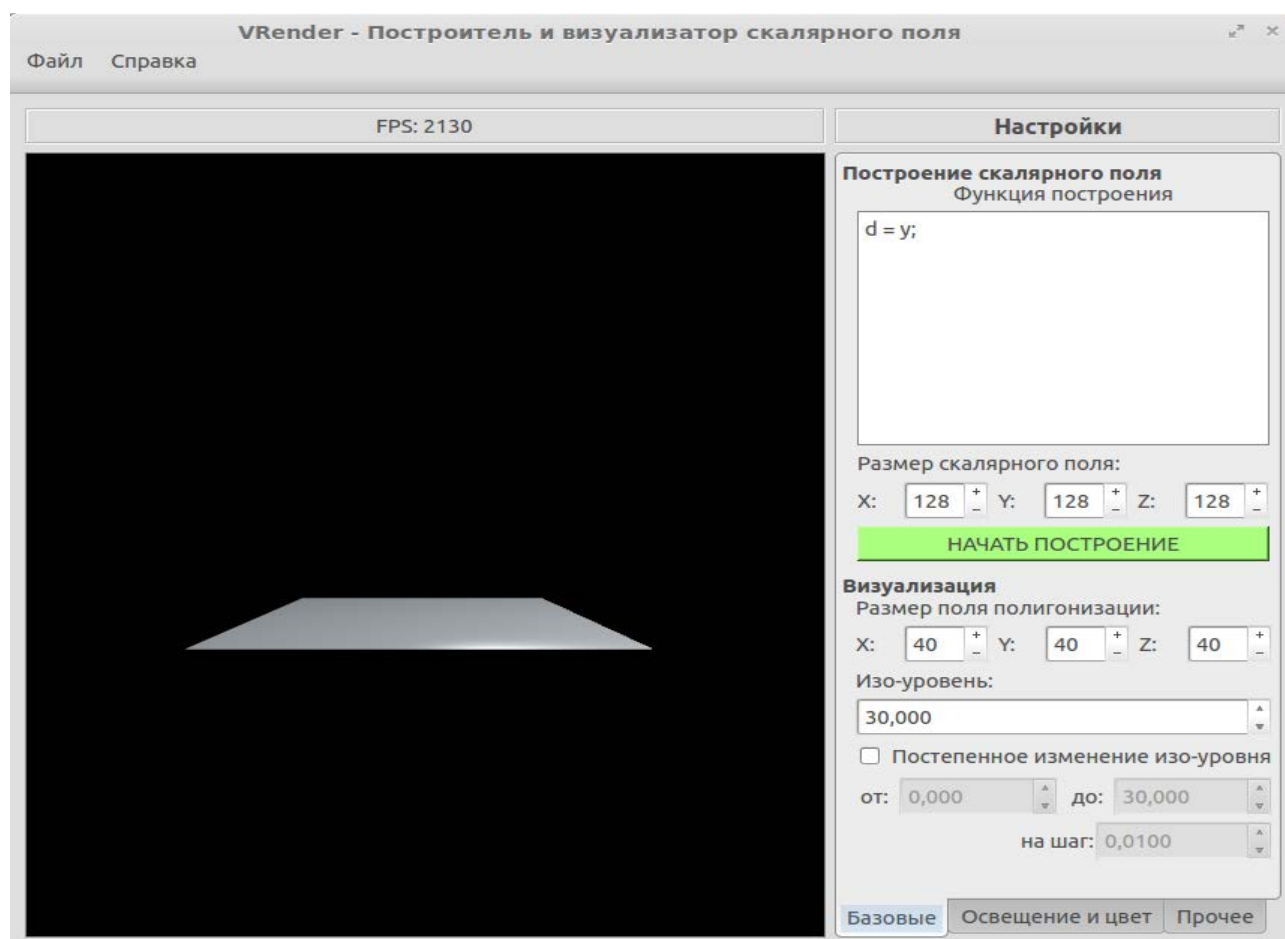 VRender - Построитель и визуализатор скалярного поля
Файл Справка
FPS: 2130
Настройки
Построение скалярного поля
Функция построения
d = y;
Размер скалярного поля:
X: 128 + - Y: 128 + - Z: 128 + -
НАЧАТЬ ПОСТРОЕНИЕ
Визуализация
Размер поля полигонизации:
X: 40 + - Y: 40 + - Z: 40 + -
Изо-уровень:
30,000
Постепенное изменение изо-уровня
от: 0,000 до: 30,000
на шаг: 0,0100
Базовые Освещение и цвет Прочее